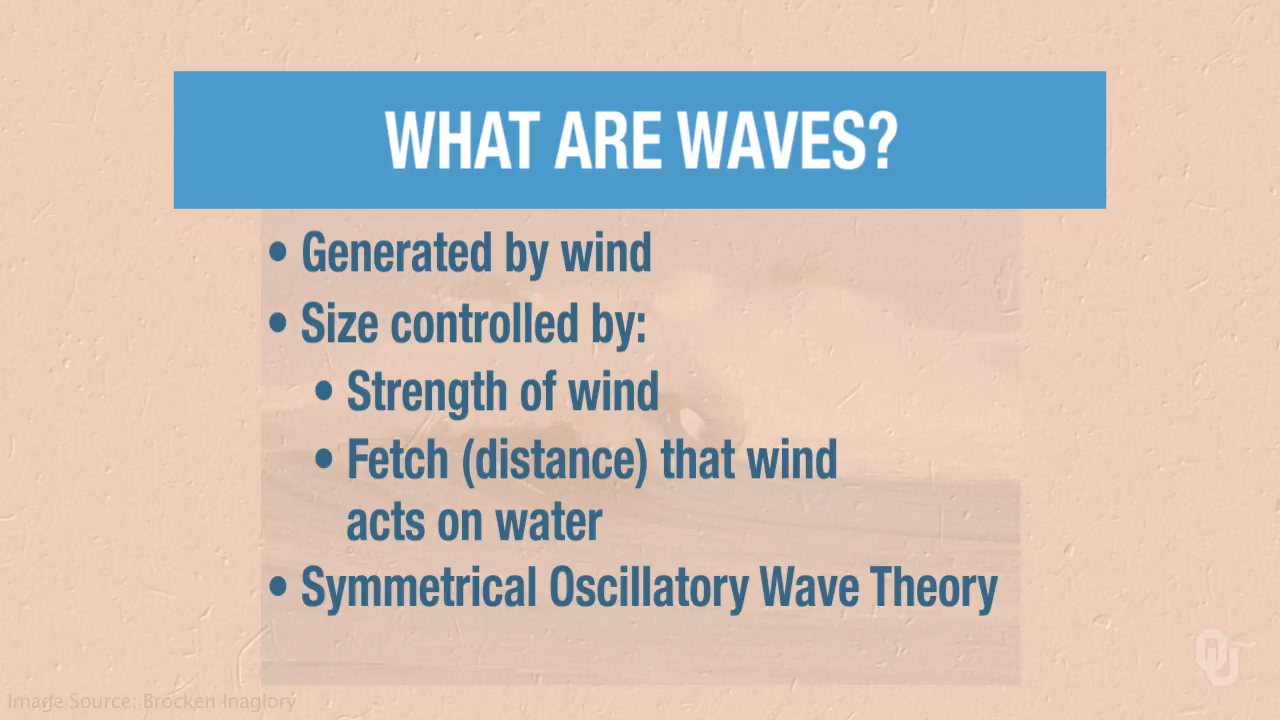 WHAT ARE WAVES?
• Generated by wind
• Size controlled by:
• Strength of wind
• Fetch (distance) that wind
acts on water
• Symmetrical Oscillatory Wave Theory
OU
Image Source: Brocken Inaglory